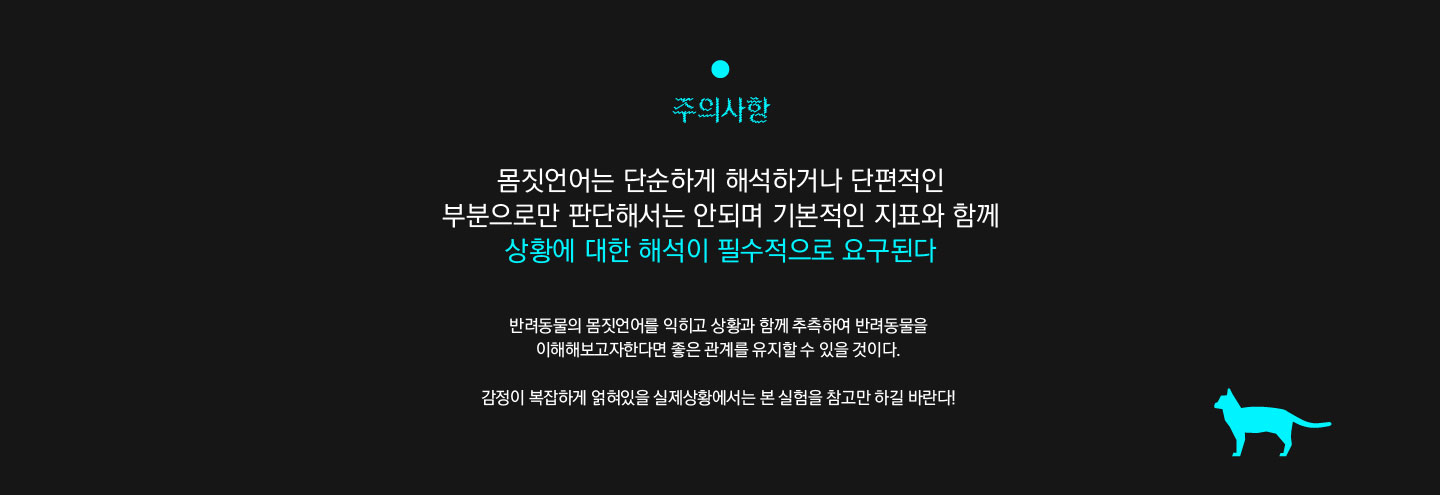 주의사항
몸짓언어는 단순하게 해석하거나 단편적인
부분으로만 판단해서는 안되며 기본적인 지표와 함께
상황에 대한 해석이 필수적으로 요구된다
반려동물의 몸짓언어를 익히고 상황과 함께 추측하여 반려동물을
이해해보고자한다면 좋은 관계를 유지할 수 있을 것이다.
감정이 복잡하게 얽혀있을 실제상황에서는 본 실험을 참고만 하길 바란다!